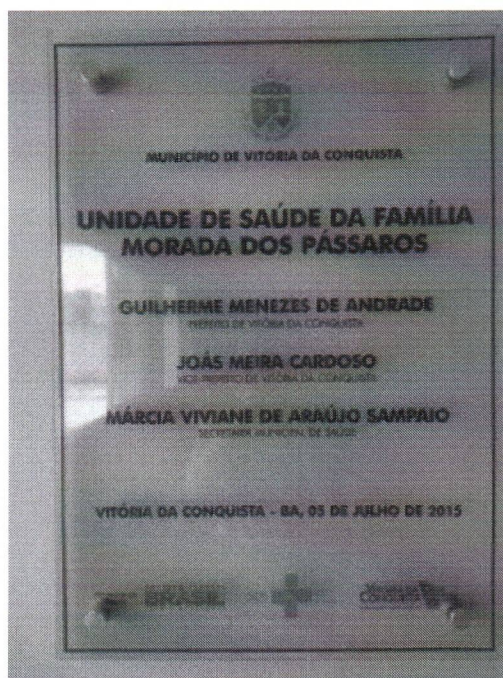 MUNICÍPIO DE VITÓRIA DA CONQUISTA
UNIDADE DE SAÚDE DA FAMÍLIA
MORADA DOS PÁSSAROS
GUILHERME MENEZES DE ANDRADE
PREFEITO DE VITÓRIA DA CONQUISTA
JOÁS MEIRA CARDOSO
VICE-PREFEITO DE VITÓRIA DA CONQUISTA
MÁRCIA VIVIANE DE ARAÚJO SAMPAIO
SECRETARIA MUNICIPAL DE SAÚDE
VITÓRIA DA CONQUISTA - BA, 03 DE JULHO DE 2015
BRASIL